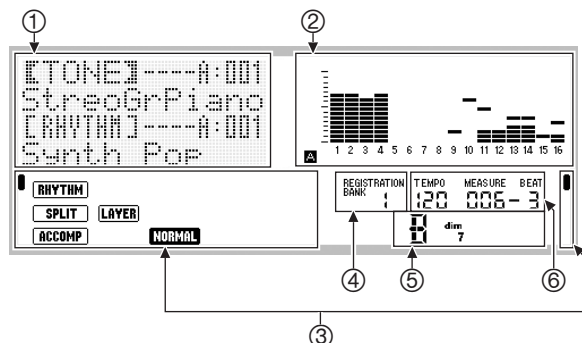 ① ②
【TONE】----A:001
StreoGrPiano
[RHYTHM]----A:001
Synth Pop
A
1 2 3 4 5 6 7 8 9 10 11 12 13 14 15 16
RHYTHM
SPLIT LAYER
ACCOMP NORMAL
REGISTRATION BANK 1
TEMPO MEASURE BEAT
120 006-3
B dim 7
④ ⑤ ⑥
③